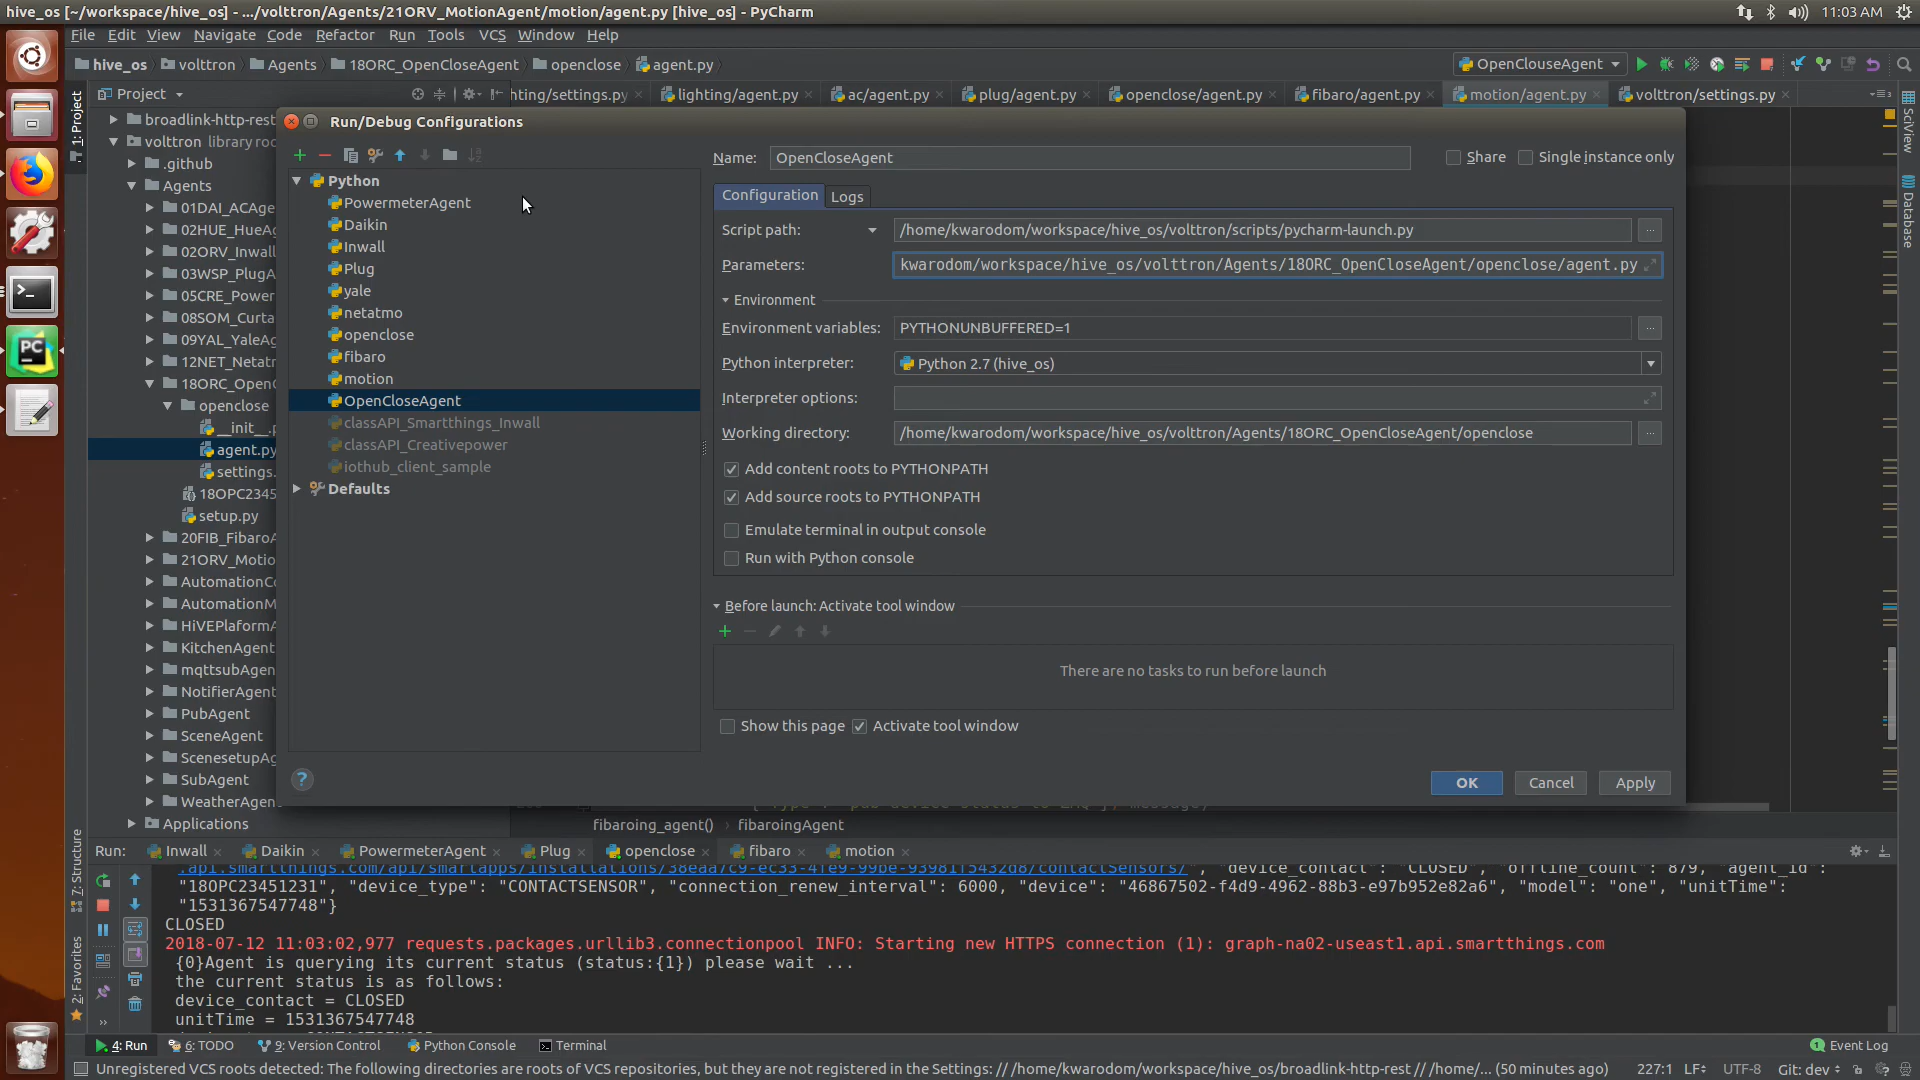 hive_os [~/workspace/hive_os] - .../volttron/Agents/21ORV_MotionAgent/motion/agent.py [hive_os] - PyCharm
11:03 AM
File Edit View Navigate Code Refactor Run Tools VCS Window Help
hive_os volttron Agents 18ORC_OpenCloseAgent openclose agent.py
OpenClouseAgent
Project
hting/settings.py lighting/agent.py ac/agent.py plug/agent.py openclose/agent.py fibaro/agent.py motion/agent.py volttron/settings.py
1: Project
Z: Structure
2: Favorites
SciView
Database
broadlink-http-rest
volttron library roo
.github
Agents
01DAI_ACAge
02HUE_HueAg
02ORV_Inwall
03WSP_PlugA
05CRE_Power
08SOM_Curta
09YAL_YaleAg
12NET_Netatr
18ORC_OpenC
openclose
__init__.p
agent.py
settings.
18OPC2345
setup.py
20FIB_FibaroA
21ORV_Motio
AutomationCo
AutomationM
HiVEPlaformA
KitchenAgent
mqttsubAgen
NotifierAgent
PubAgent
SceneAgent
ScenesetupAg
SubAgent
WeatherAgen
Applications
Run/Debug Configurations
Python
PowermeterAgent
Daikin
Inwall
Plug
yale
netatmo
openclose
fibaro
motion
OpenCloseAgent
classAPI_Smartthings_Inwall
classAPI_Creativepower
iothub_client_sample
Defaults
?
Name: OpenCloseAgent
Share Single instance only
Configuration Logs
Script path: /home/kwarodom/workspace/hive_os/volttron/scripts/pycharm-launch.py
Parameters: kwarodom/workspace/hive_os/volttron/Agents/18ORC_OpenCloseAgent/openclose/agent.py
Environment
Environment variables: PYTHONUNBUFFERED=1
Python interpreter: Python 2.7 (hive_os)
Interpreter options:
Working directory: /home/kwarodom/workspace/hive_os/volttron/Agents/18ORC_OpenCloseAgent/openclose
Add content roots to PYTHONPATH
Add source roots to PYTHONPATH
Emulate terminal in output console
Run with Python console
Before launch: Activate tool window
There are no tasks to run before launch
Show this page Activate tool window
OK Cancel Apply
fibaroing_agent() fibaroingAgent
Run: Inwall Daikin PowermeterAgent Plug openclose fibaro motion
"18OPC23451231", "device_type": "CONTACTSENSOR", "connection_renew_interval": 6000, "device": "46867502-f4d9-4962-88b3-e97b952e82a6", "model": "one", "unitTime":
"1531367547748"}
CLOSED
2018-07-12 11:03:02,977 requests.packages.urllib3.connectionpool INFO: Starting new HTTPS connection (1): graph-na02-useast1.api.smartthings.com
{0}Agent is querying its current status (status:{1}) please wait ...
the current status is as follows:
device_contact = CLOSED
unitTime = 1531367547748
4: Run 6: TODO 9: Version Control Python Console Terminal 1 Event Log
Unregistered VCS roots detected: The following directories are roots of VCS repositories, but they are not registered in the Settings: // /home/kwarodom/workspace/hive_os/broadlink-http-rest // /home/... (50 minutes ago) 227:1 LF÷ UTF-8 Git: dev